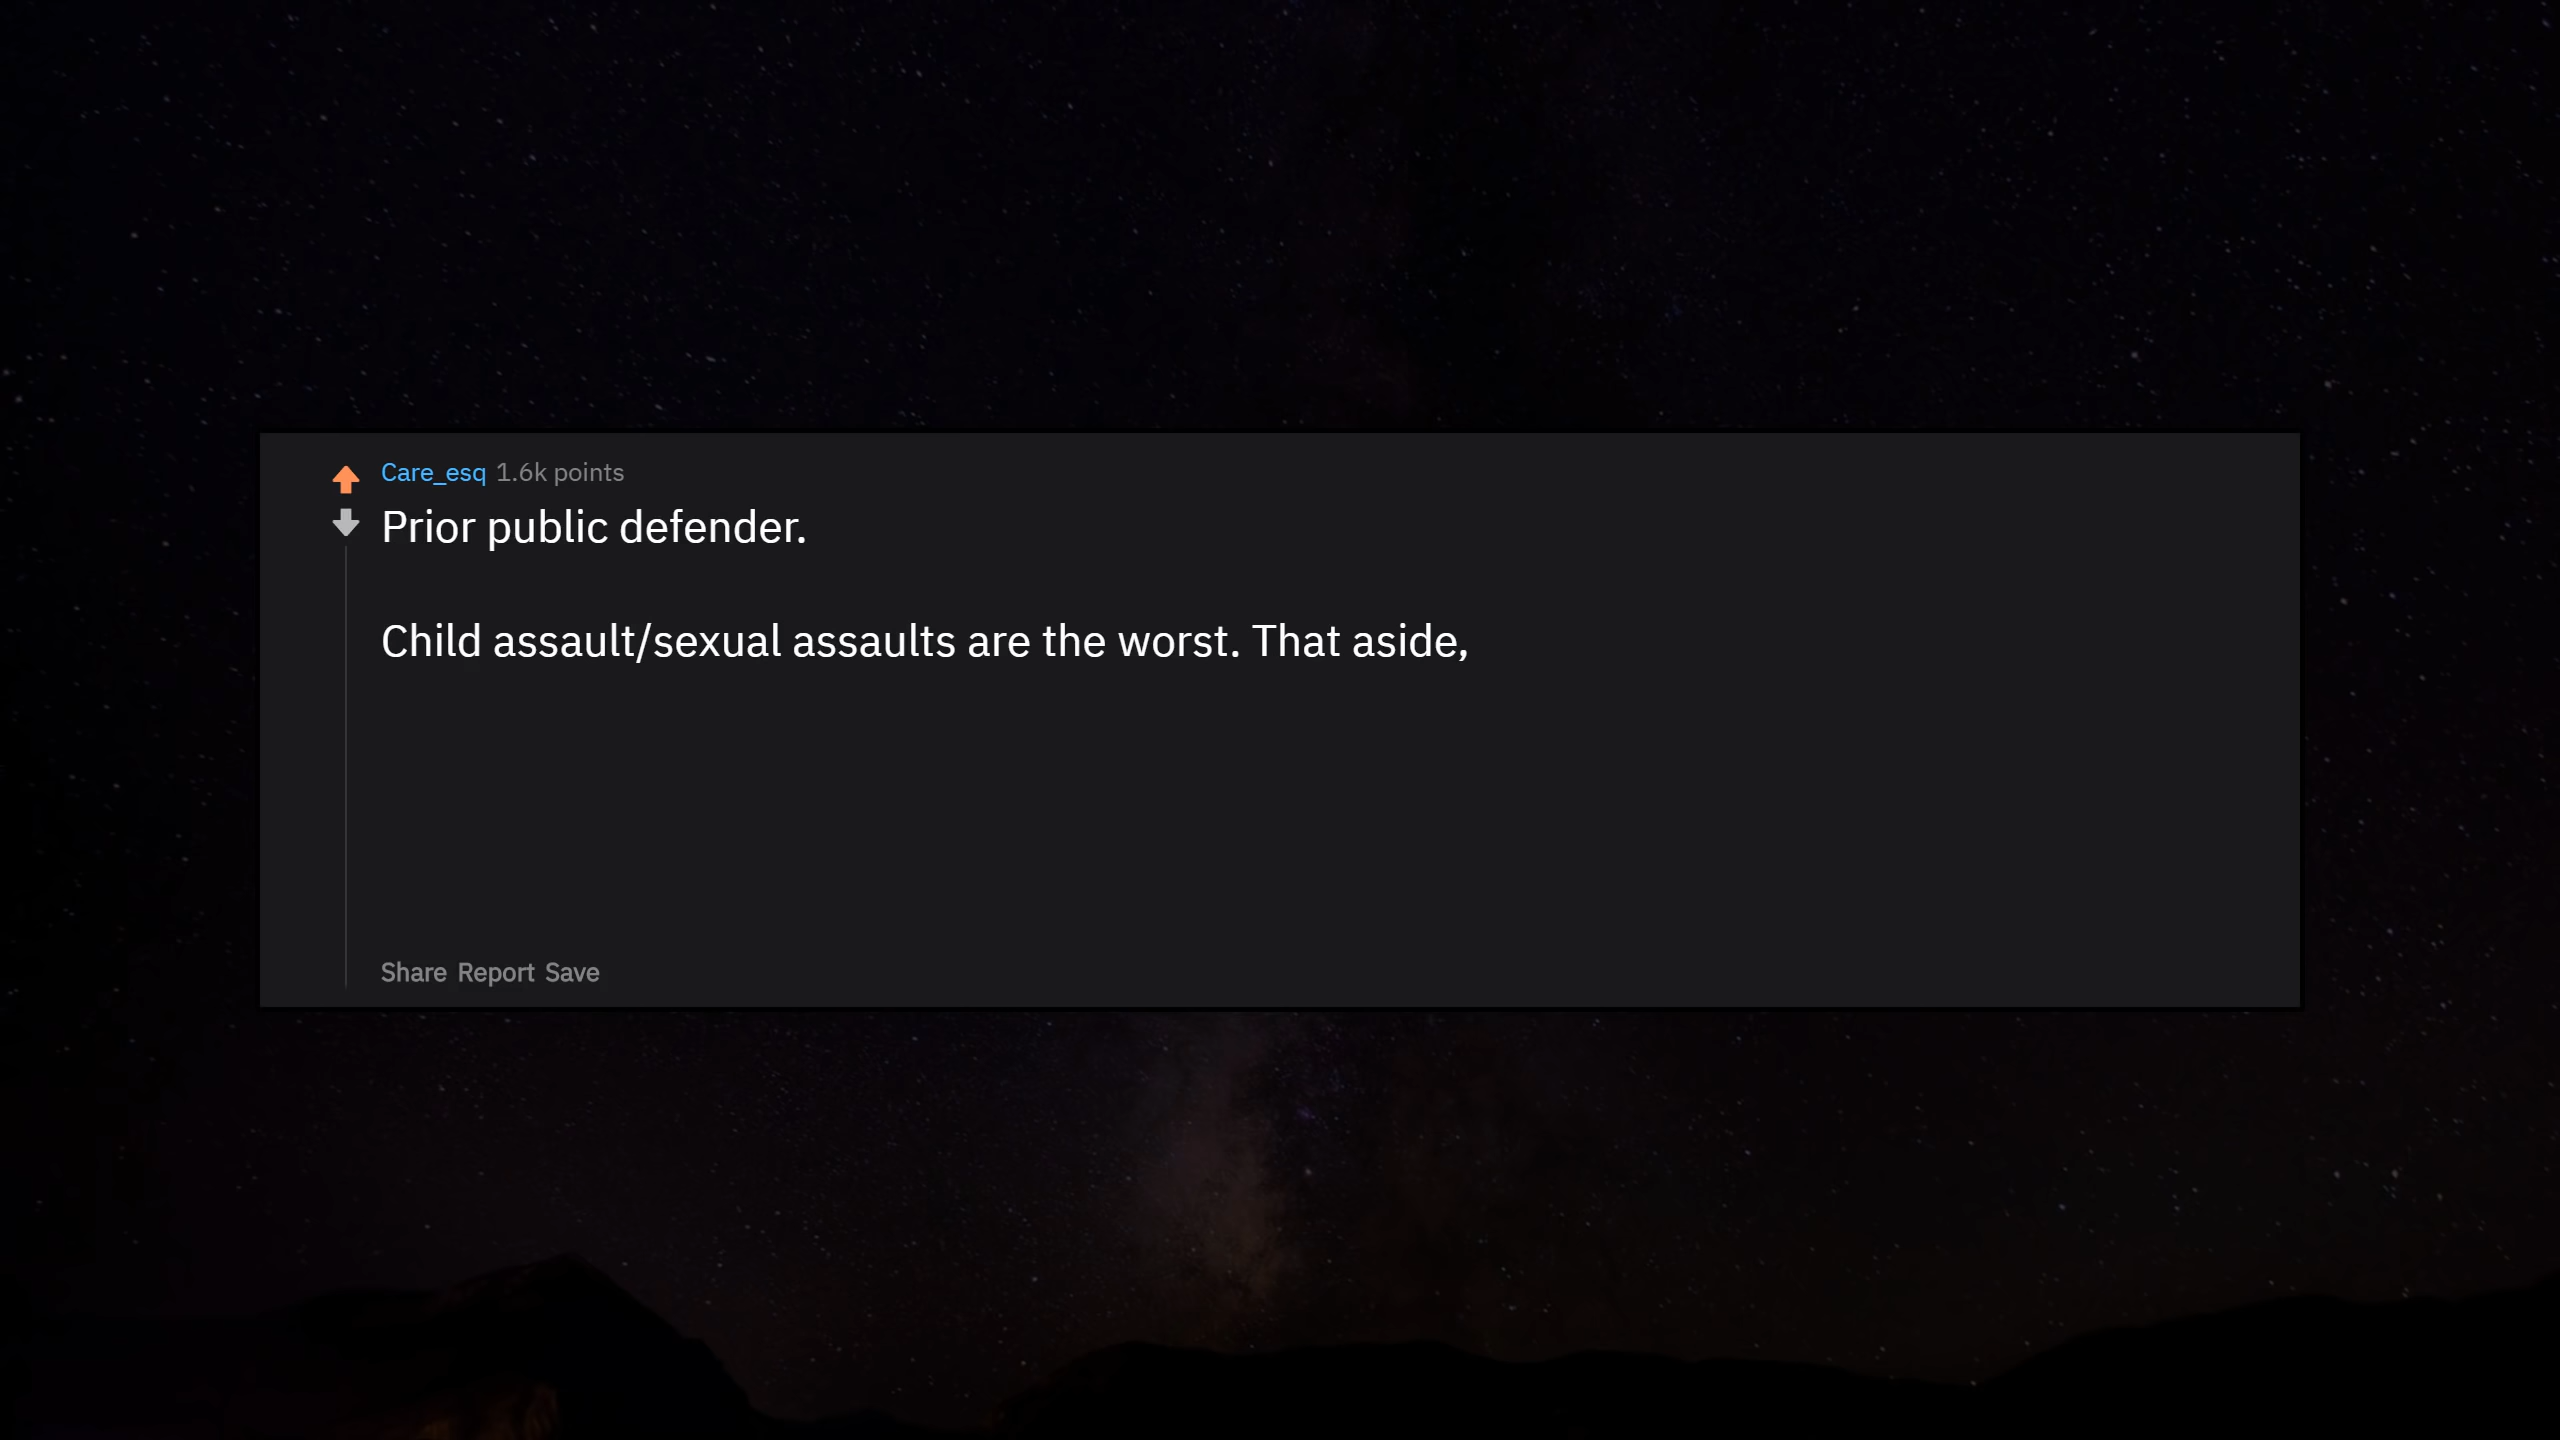 Care_esq 1.6k points
Prior public defender.
Child assault/sexual assaults are the worst. That aside,
Share Report Save